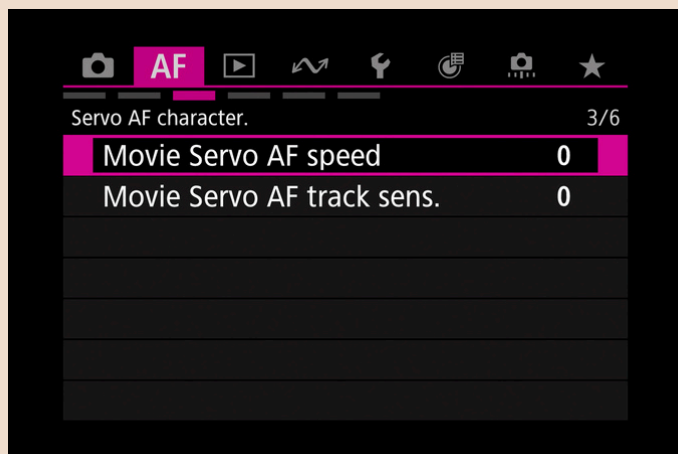 AF
Servo AF character. 3/6
Movie Servo AF speed 0
Movie Servo AF track sens. 0